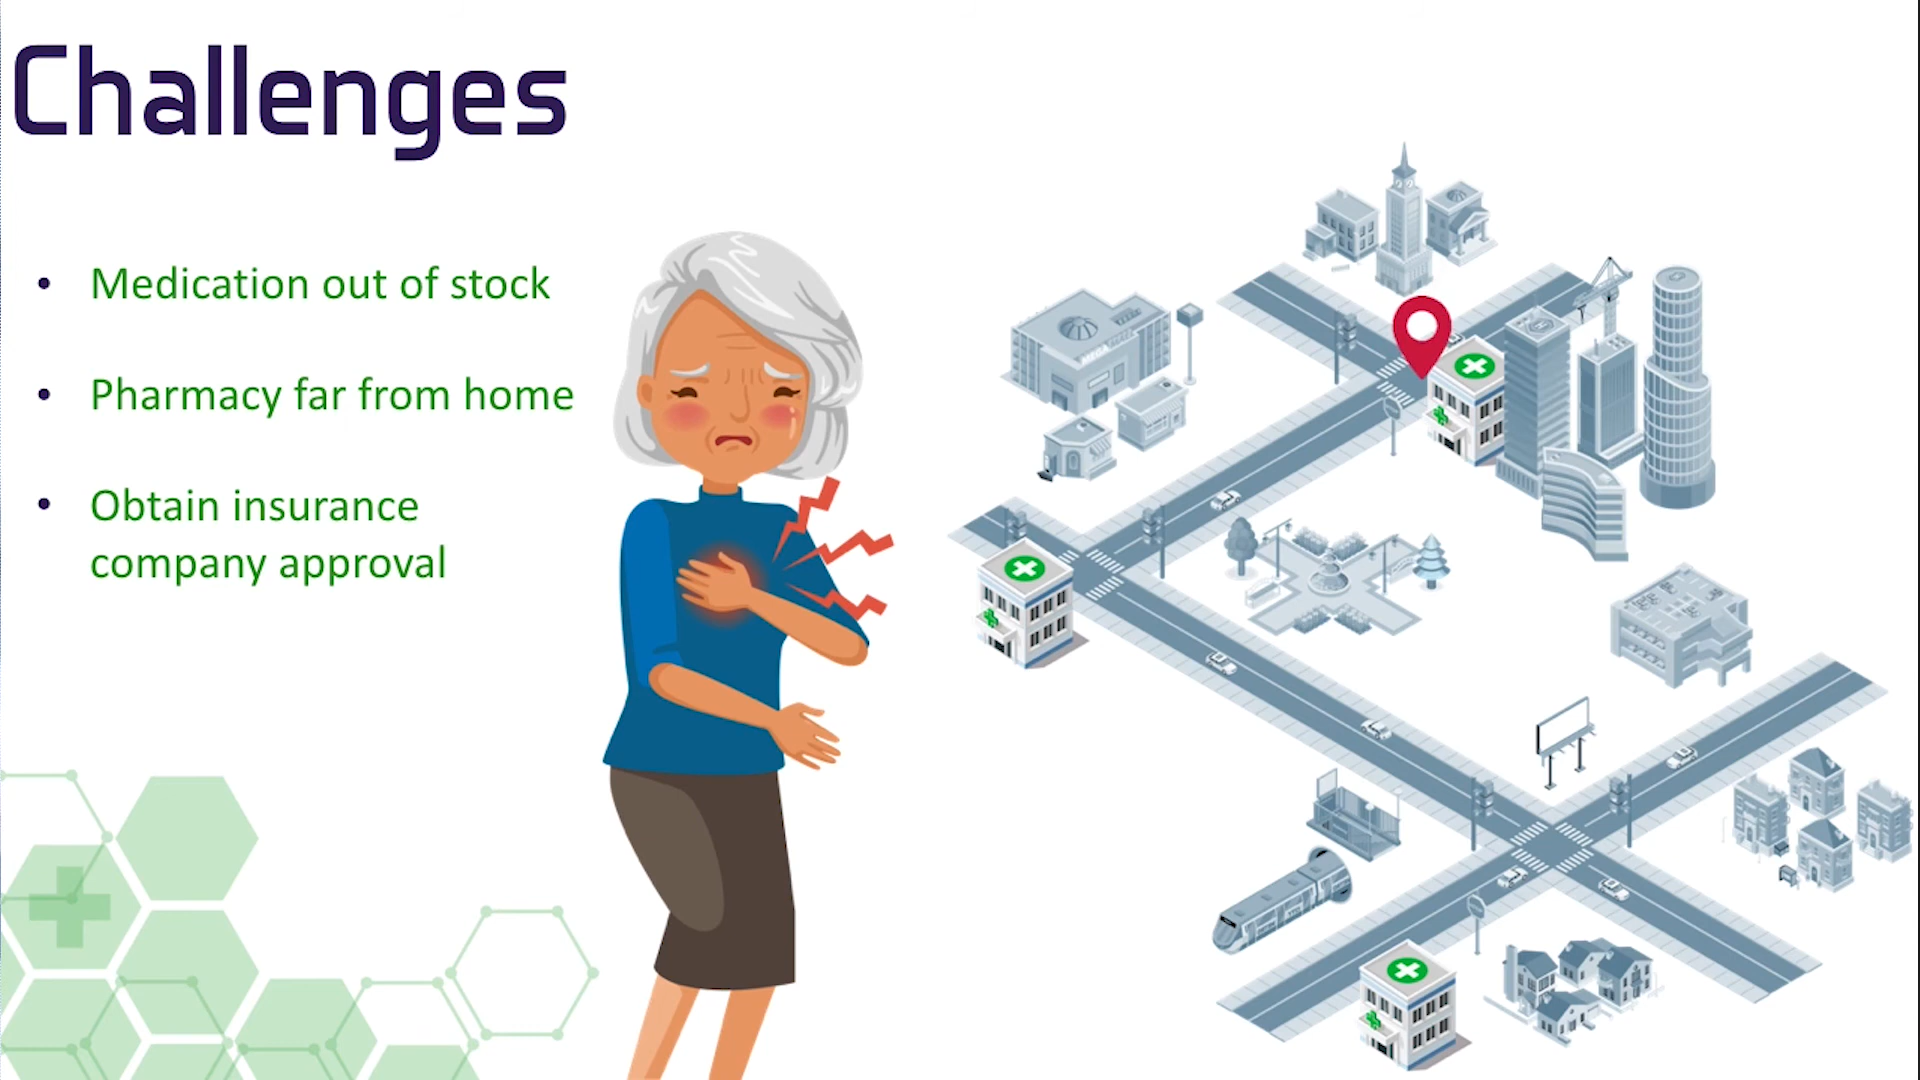 Challenges
• Medication out of stock
• Pharmacy far from home
• Obtain insurance
company approval